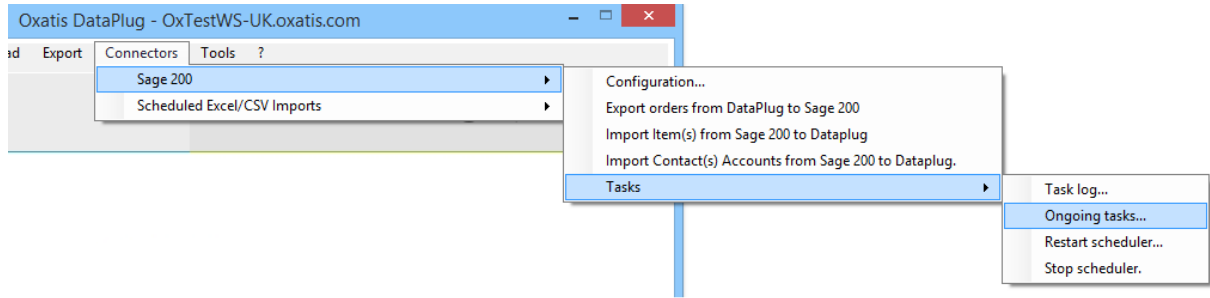 Oxatis DataPlug - OxTestWS-UK.oxatis.com
ad Export Connectors Tools ?
Sage 200
Scheduled Excel/CSV Imports
Configuration...
Export orders from DataPlug to Sage 200
Import Item(s) from Sage 200 to Dataplug
Import Contact(s) Accounts from Sage 200 to Dataplug.
Tasks
Task log...
Ongoing tasks...
Restart scheduler...
Stop scheduler.